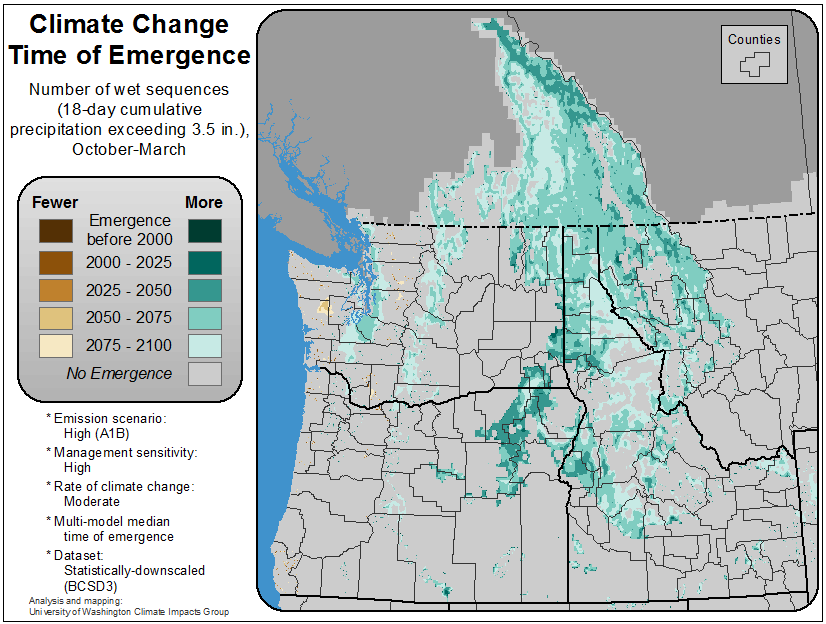 Climate Change
Time of Emergence
Number of wet sequences
(18-day cumulative
precipitation exceeding 3.5 in.),
October-March
Fewer More
Emergence
before 2000
2000 - 2025
2025 - 2050
2050 - 2075
2075 - 2100
No Emergence
* Emission scenario:
High (A1B)
* Management sensitivity:
High
* Rate of climate change:
Moderate
* Multi-model median
time of emergence
* Dataset:
Statistically-downscaled
(BCSD3)
Analysis and mapping:
University of Washington Climate Impacts Group
Counties